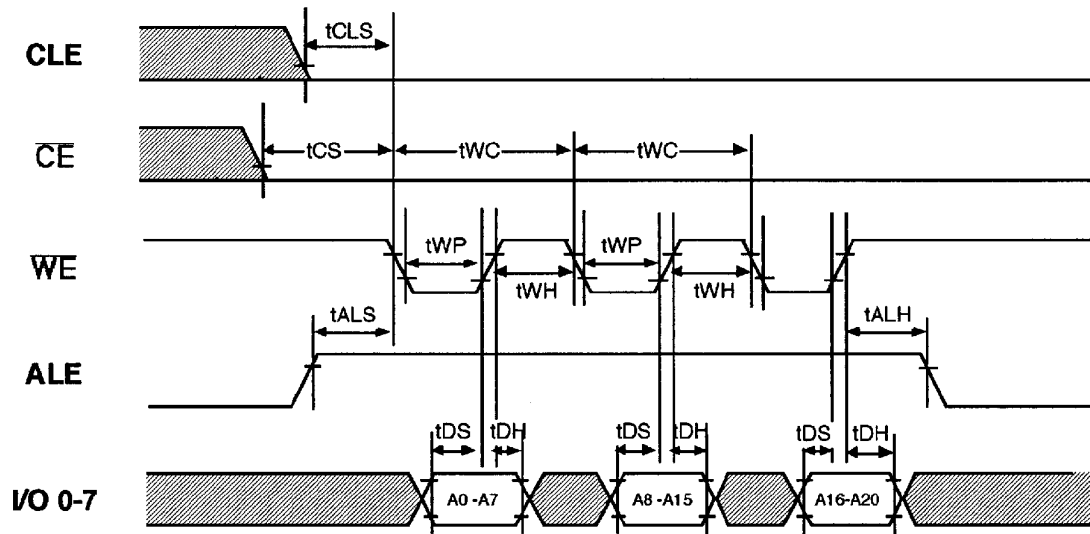 tCLS
CLE
CE
tCS tWC tWC
WE
tWP tWP
tWH tWH
tALS tALH
ALE
tDS tDH tDS tDH tDS tDH
I/O 0-7
A0 -A7 A8 -A15 A16-A20